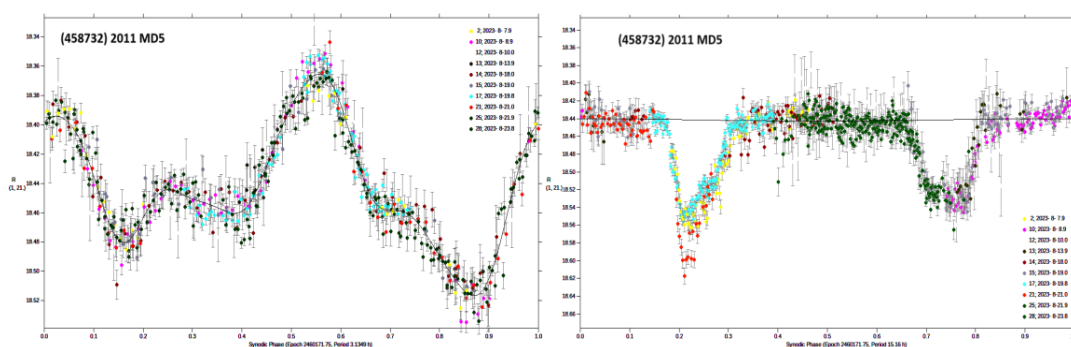 (458732) 2011 MD5
2; 2023- 8- 7.9
10; 2023- 8-8.9
12; 2023- 8-10.0
13; 2023- 8-13.9
14; 2023- 8-18.0
15; 2023- 8-19.0
17; 2023- 8-19.8
21; 2023- 8-21.0
25; 2023- 8-21.9
28; 2023- 8-23.8
18.34
18.36
18.38
18.40
18.42
18.44
18.46
18.48
18.50
18.52
R
(1, 21.)
0.0 0.1 0.2 0.3 0.4 0.5 0.6 0.7 0.8 0.9 1.0
Synodic Phase (Epoch 2460171.75, Period 3.1349 h)
(458732) 2011 MD5
18.34
18.36
18.38
18.40
18.42
18.44
18.46
18.48
18.50
18.52
18.54
18.56
18.58
18.60
18.62
18.64
18.66
R
(1, 21.)
2; 2023- 8- 7.9
10; 2023- 8-8.9
12; 2023- 8-10.0
13; 2023- 8-13.9
14; 2023- 8-18.0
15; 2023- 8-19.0
17; 2023- 8-19.8
21; 2023- 8-21.0
25; 2023- 8-21.9
28; 2023- 8-23.8
0.0 0.1 0.2 0.3 0.4 0.5 0.6 0.7 0.8 0.9 1.0
Synodic Phase (Epoch 2460171.75, Period 15.16 h)